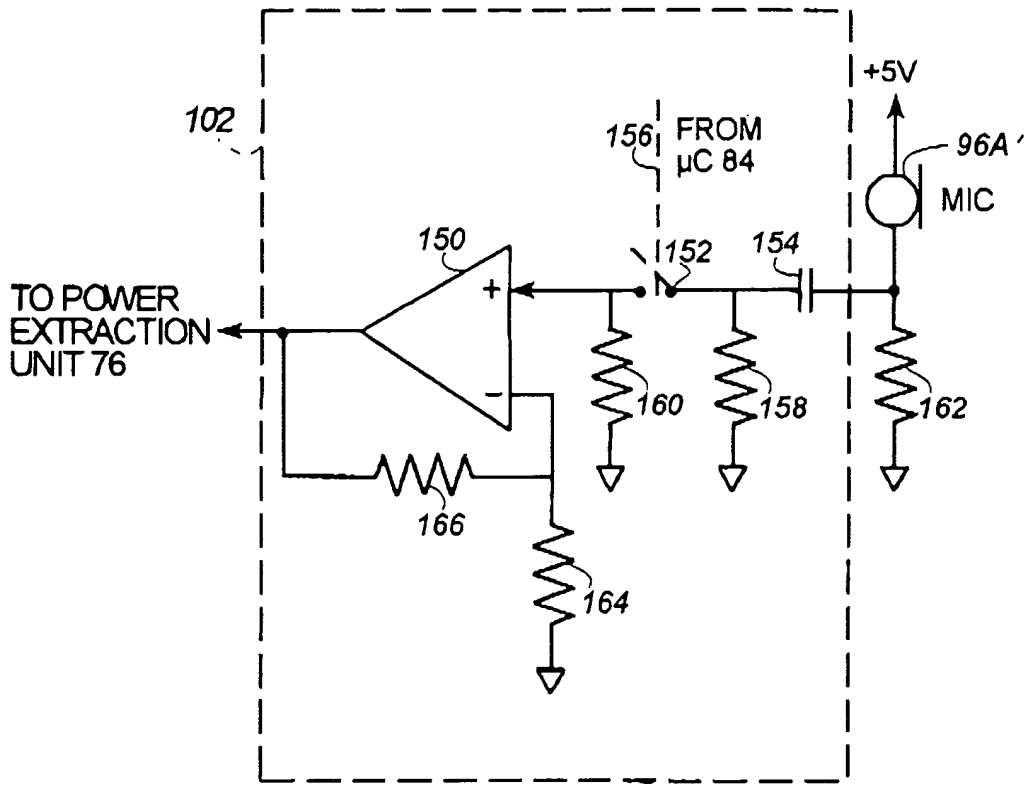 +5V
102
156
FROM
µC 84
96A'
MIC
150
152
154
+
TO POWER
EXTRACTION
UNIT 76
−
160
158
162
166
164